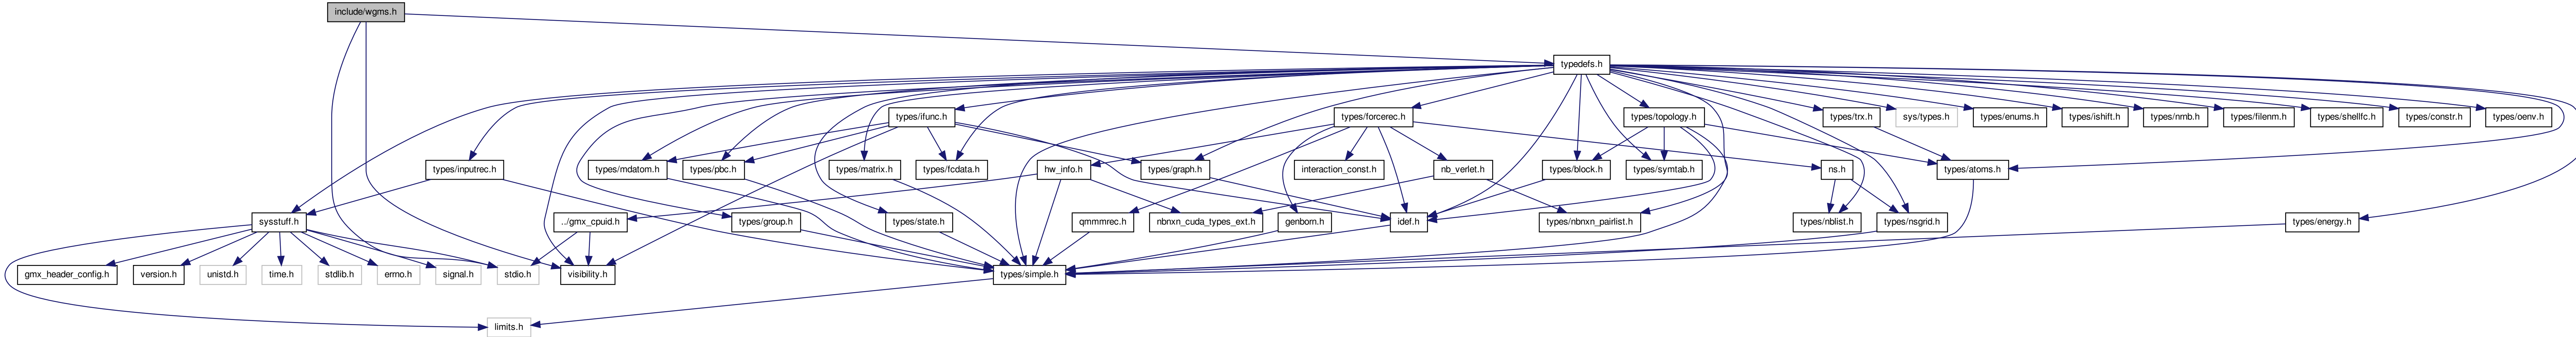 include/wgms.h
typedefs.h
types/ifunc.h
types/forcerec.h
types/topology.h
types/trx.h
sys/types.h
types/enums.h
types/ishift.h
types/nrnb.h
types/filenm.h
types/shellfc.h
types/constr.h
types/oenv.h
types/inputrec.h
types/mdatom.h
types/pbc.h
types/matrix.h
types/fcdata.h
hw_info.h
types/graph.h
interaction_const.h
nb_verlet.h
types/block.h
types/symtab.h
ns.h
types/atoms.h
sysstuff.h
../gmx_cpuid.h
types/group.h
types/state.h
qmmmrec.h
nbnxn_cuda_types_ext.h
genborn.h
idef.h
types/nbnxn_pairlist.h
types/nblist.h
types/nsgrid.h
types/energy.h
gmx_header_config.h
version.h
unistd.h
time.h
stdlib.h
errno.h
signal.h
stdio.h
visibility.h
types/simple.h
limits.h